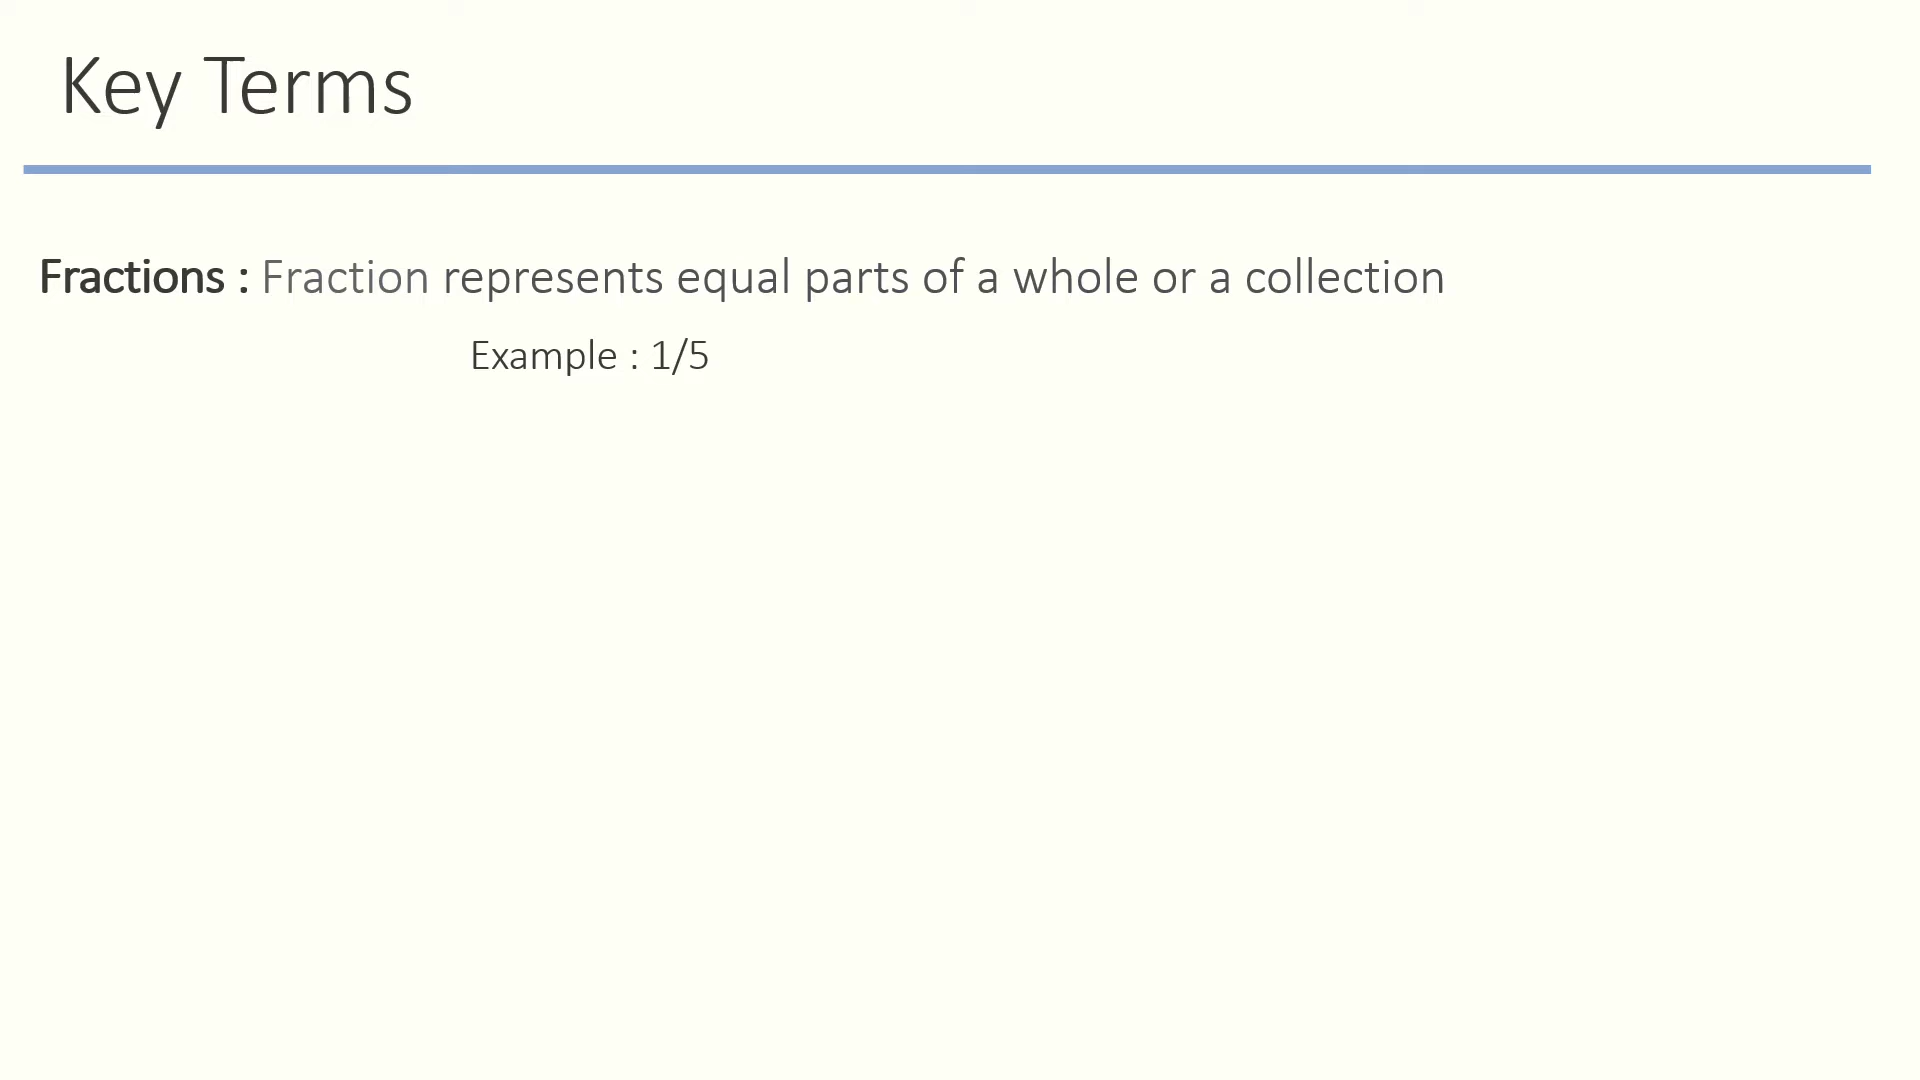 Key Terms
Fractions : Fraction represents equal parts of a whole or a collection
Example : 1/5